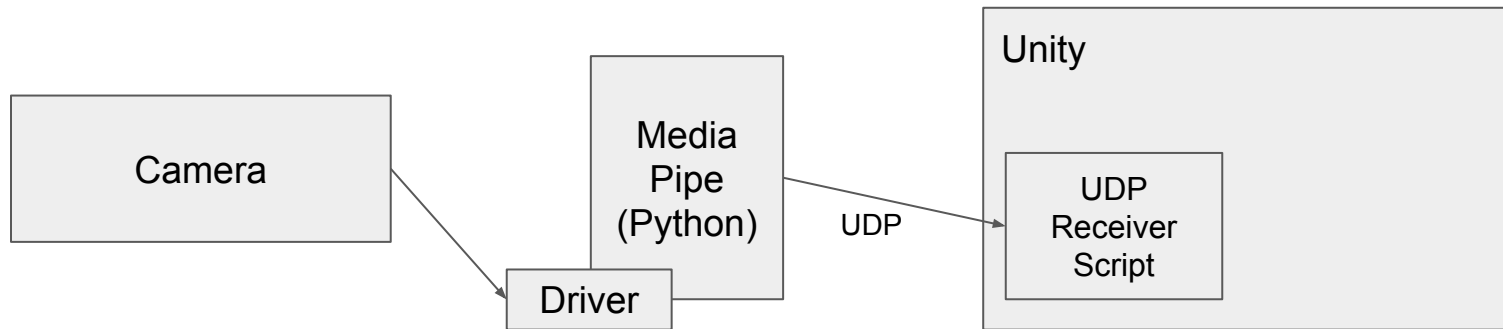 Camera
Driver
Media
Pipe
(Python)
UDP
Unity
UDP
Receiver
Script